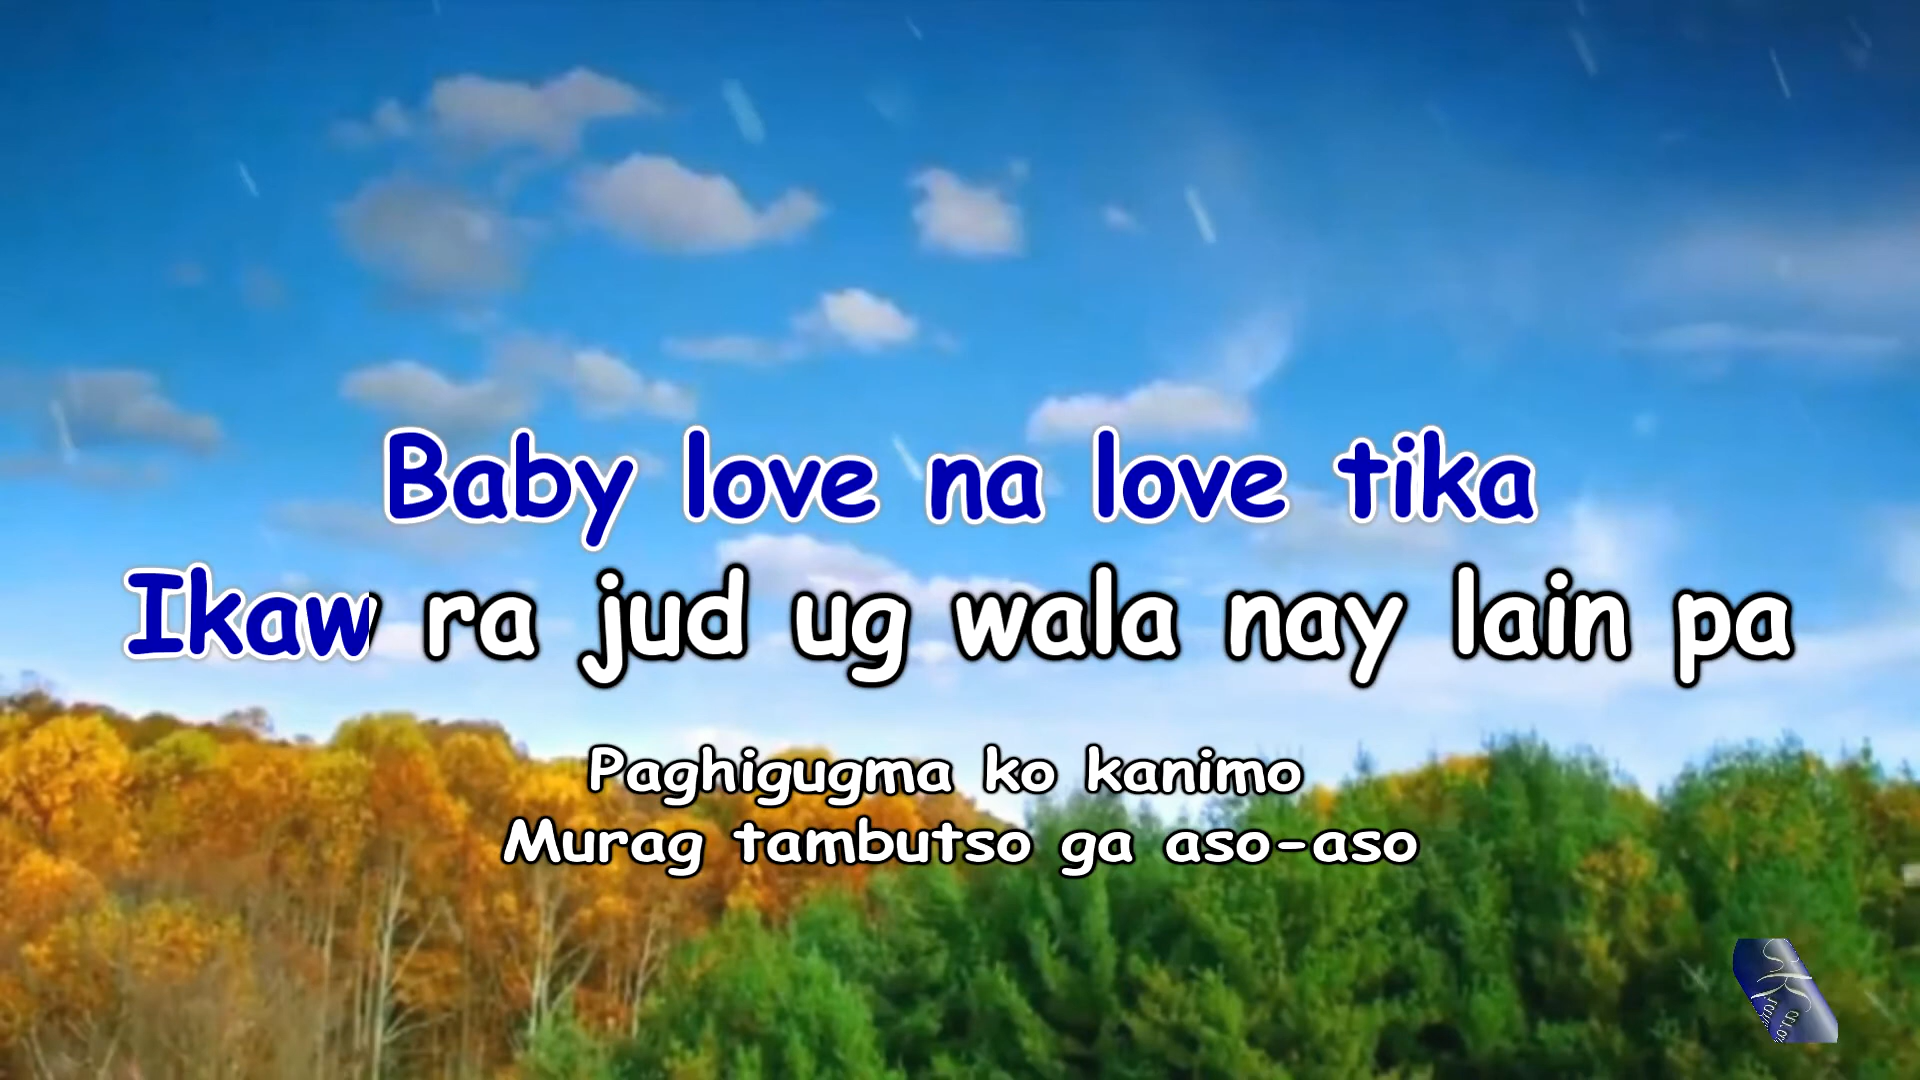 Baby love na love tika
Ikaw ra jud ug wala nay lain pa
Paghigugma ko kanimo
Murag tambutso ga aso-aso